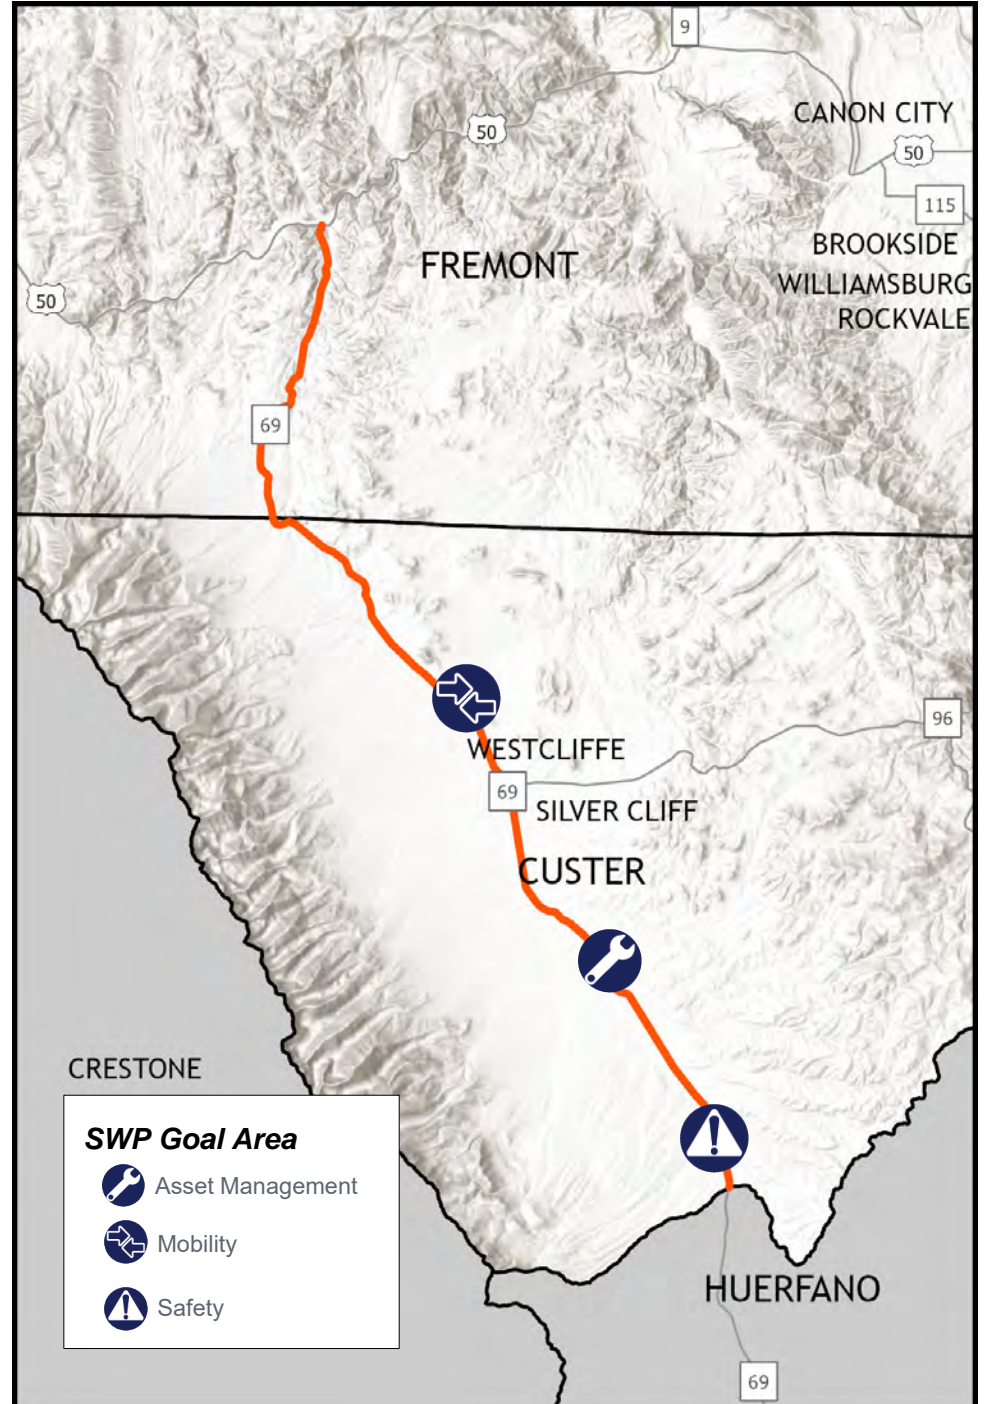 9
CANON CITY
50
50
115
BROOKSIDE
FREMONT
WILLIAMSBURG
50
ROCKVALE
69
96
WESTCLIFFE
69
SILVER CLIFF
CUSTER
CRESTONE
SWP Goal Area
Asset Management
Mobility
Safety
HUERFANO
69